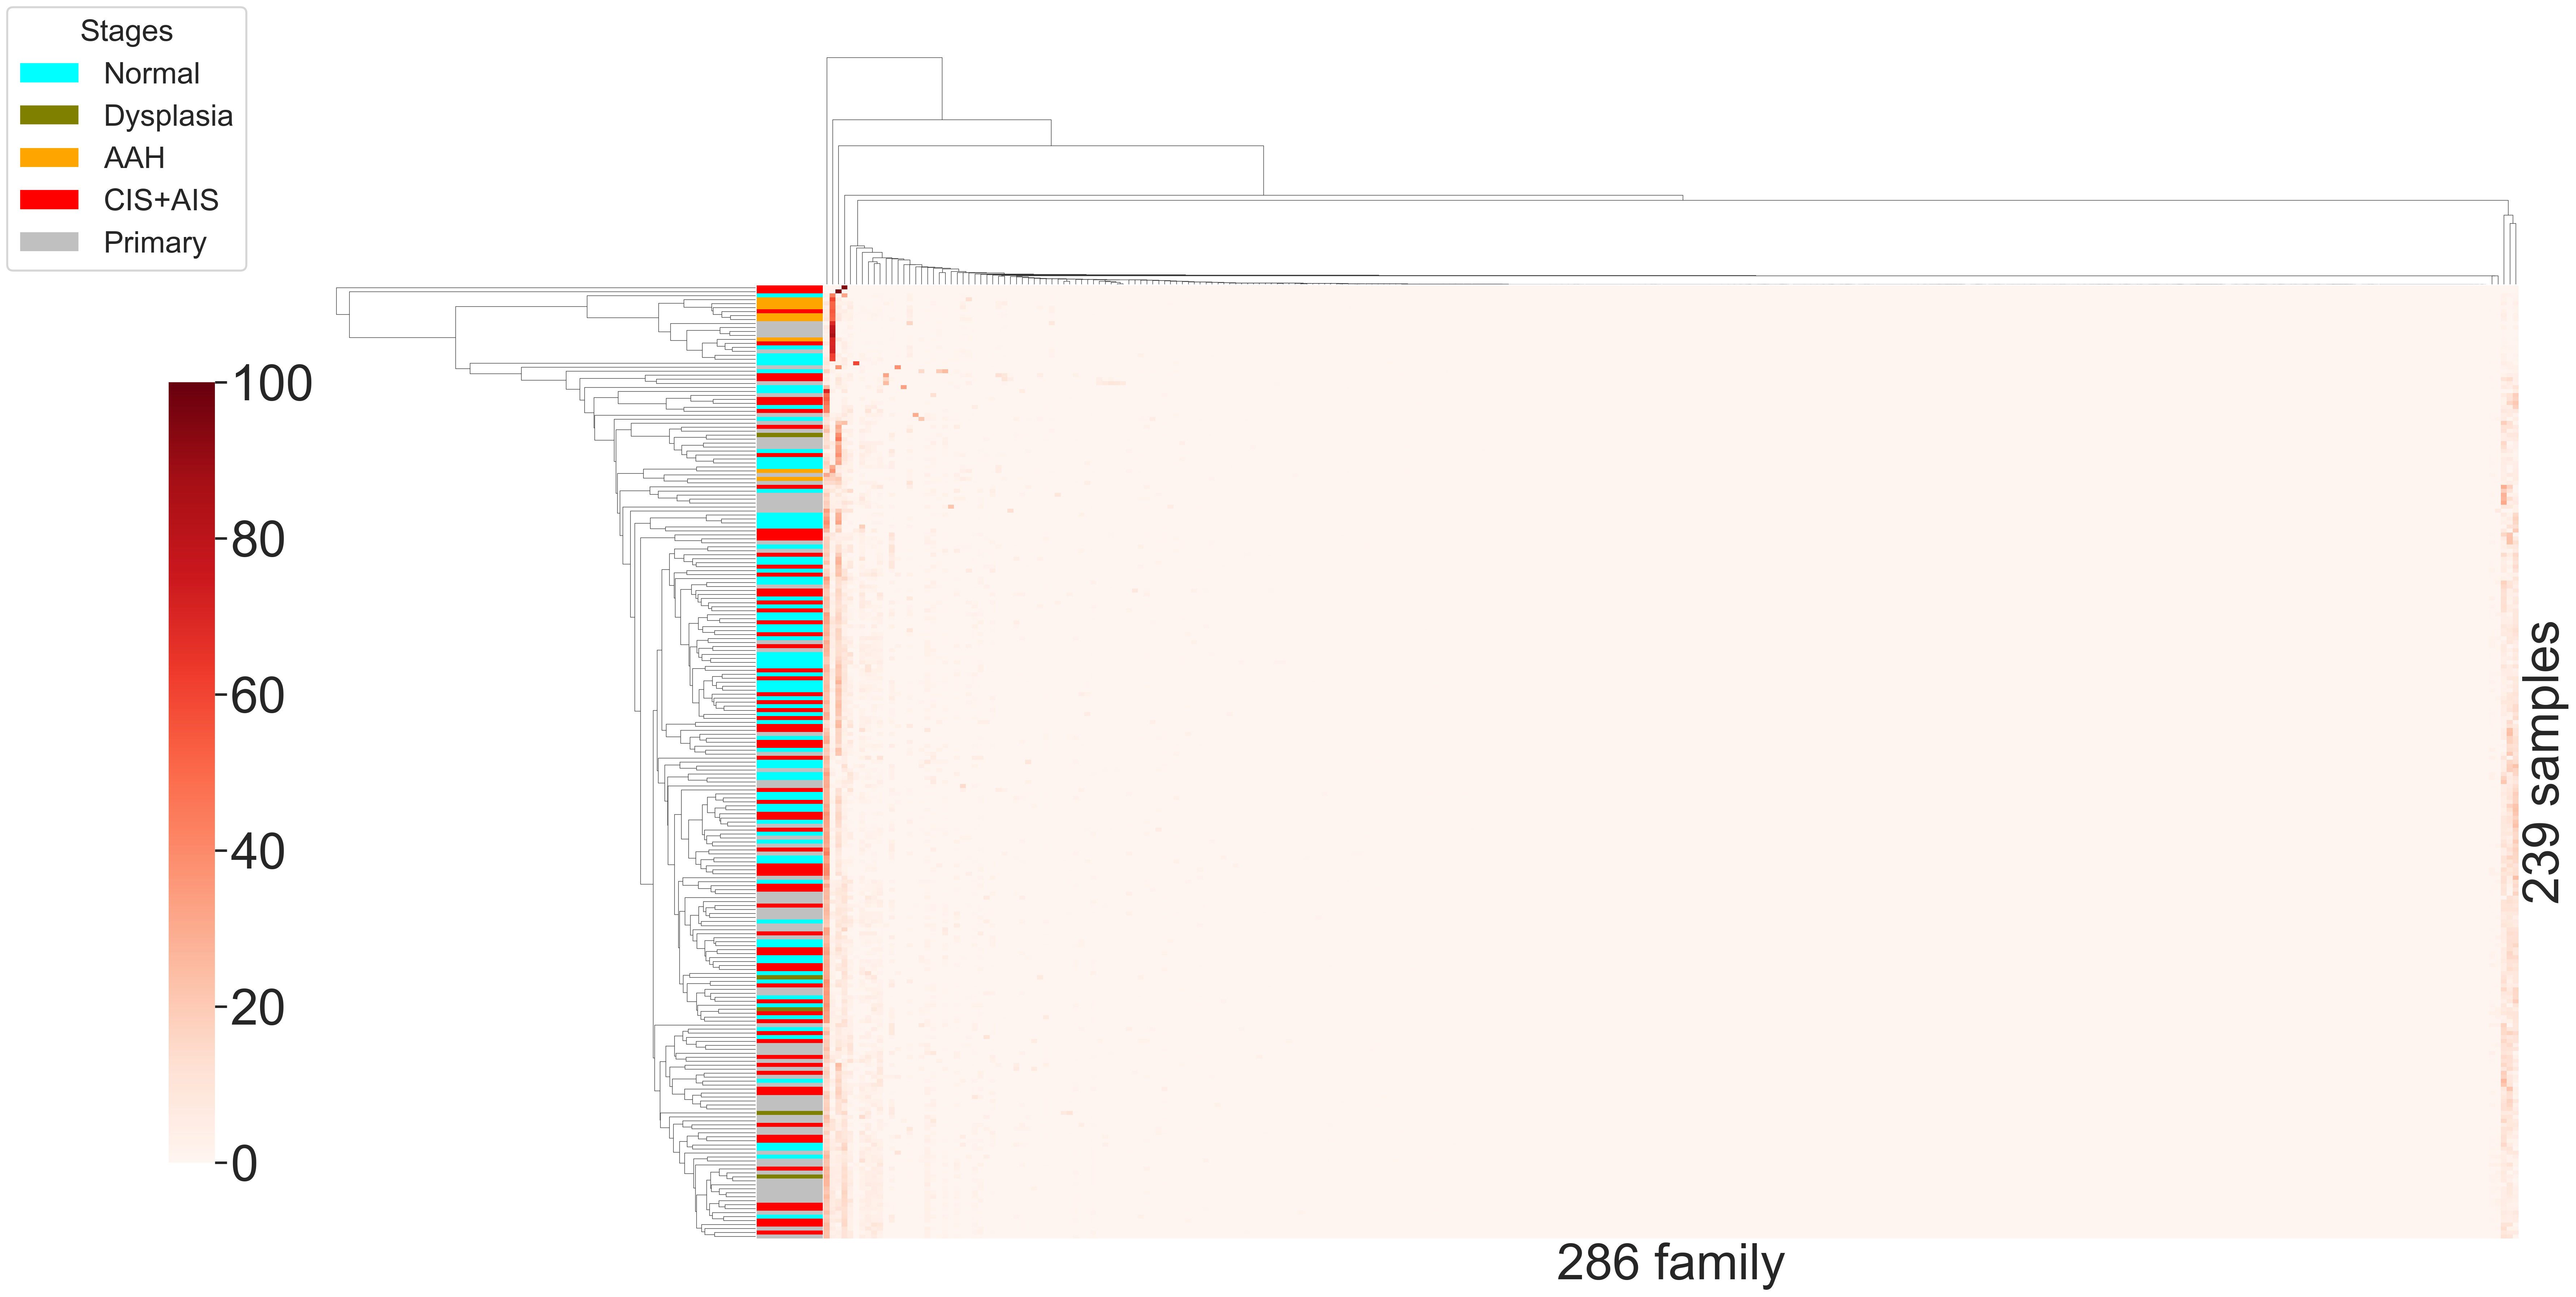 Stages
Normal
Dysplasia
AAH
CIS+AIS
Primary
100
80
60
40
20
0
239 samples
286 family